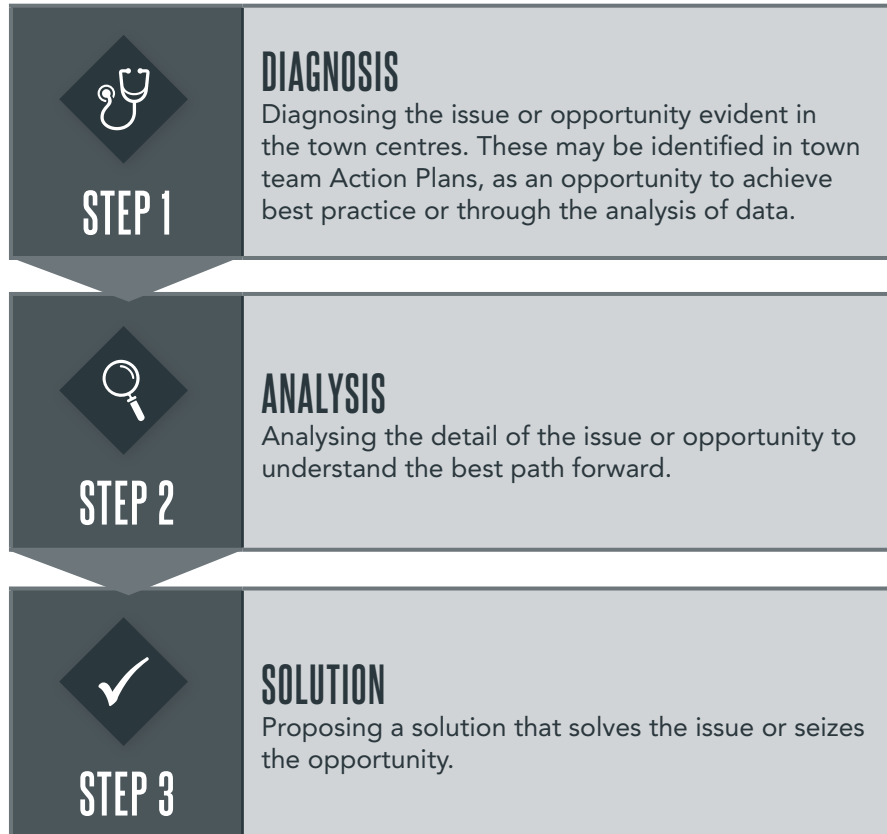 STEP 1
DIAGNOSIS
Diagnosing the issue or opportunity evident in
the town centres. These may be identified in town
team Action Plans, as an opportunity to achieve
best practice or through the analysis of data.
STEP 2
ANALYSIS
Analysing the detail of the issue or opportunity to
understand the best path forward.
STEP 3
SOLUTION
Proposing a solution that solves the issue or seizes
the opportunity.